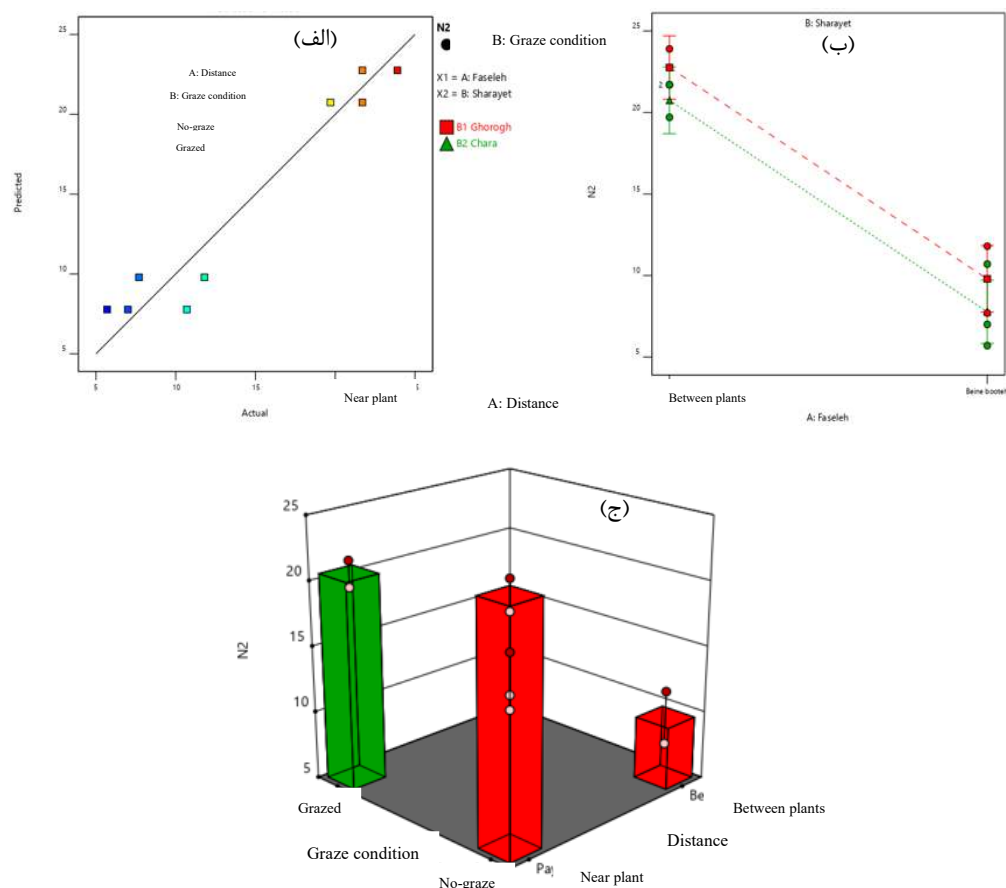 (الف)
25
20
15
10
5
Predicted
A: Distance
B: Graze condition
No-graze
Grazed
5
10
15
Near plant
Actual
N2
X1 = A: Faseleh
X2 = B: Sharayet
B1 Ghorogh
B2 Chara
B: Graze condition
A: Distance
B: Sharayet
(ب)
25
20
15
10
5
N2
2
Between plants
Beine booteh
A: Faseleh
(ج)
25
20
15
10
5
N2
Grazed
Graze condition
No-graze
Pay
Near plant
Distance
Be
Between plants